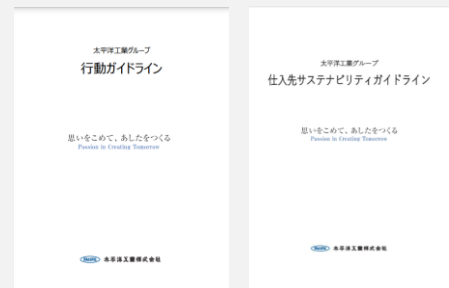 太平洋工業グループ
行動ガイドライン
思いをこめて、あしたをつくる
Passion in Creating Tomorrow
太平洋工業株式会社
太平洋工業グループ
仕入先サステナビリティガイドライン
思いをこめて、あしたをつくる
Passion in Creating Tomorrow
太平洋工業株式会社